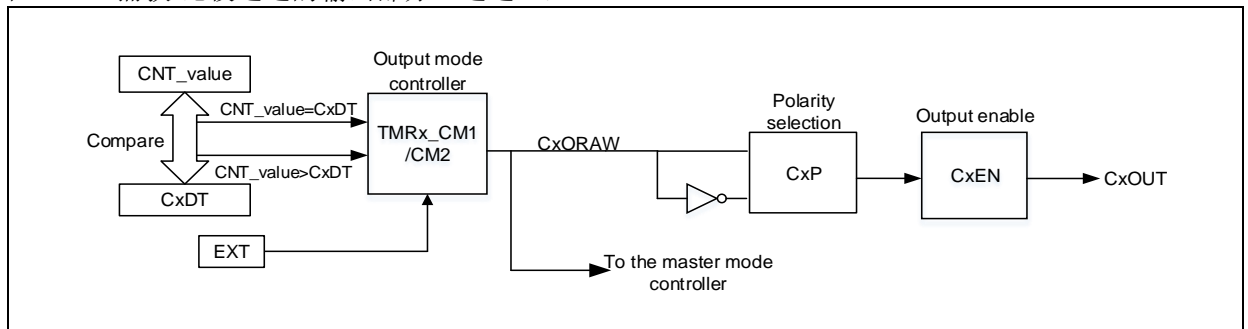 CNT_value
Compare
CxDT
CNT_value=CxDT
CNT_value>CxDT
EXT
Output mode
controller
TMRx_CM1
/CM2
CxORAW
To the master mode
controller
Polarity
selection
CxP
Output enable
CxEN
CxOUT